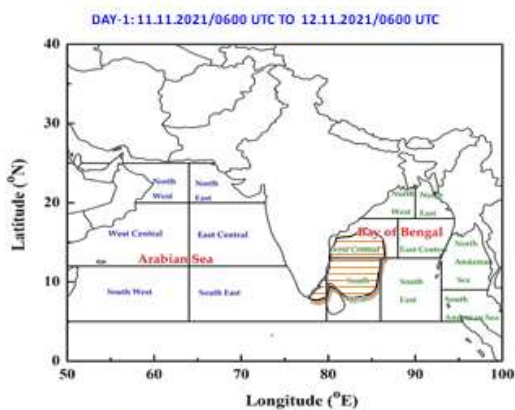 DAY-1: 11.11.2021/0600 UTC TO 12.11.2021/0600 UTC
40
30
20
10
0
Latitude (°N)
North
West
North
East
West Central
East Central
Arabian Sea
South West
South East
North
West
North
East
Bay of Bengal
West Central
East Central
North
Andaman
Sea
South
South
East
South
Andaman Sea
50
60
70
80
90
100
Longitude (°E)